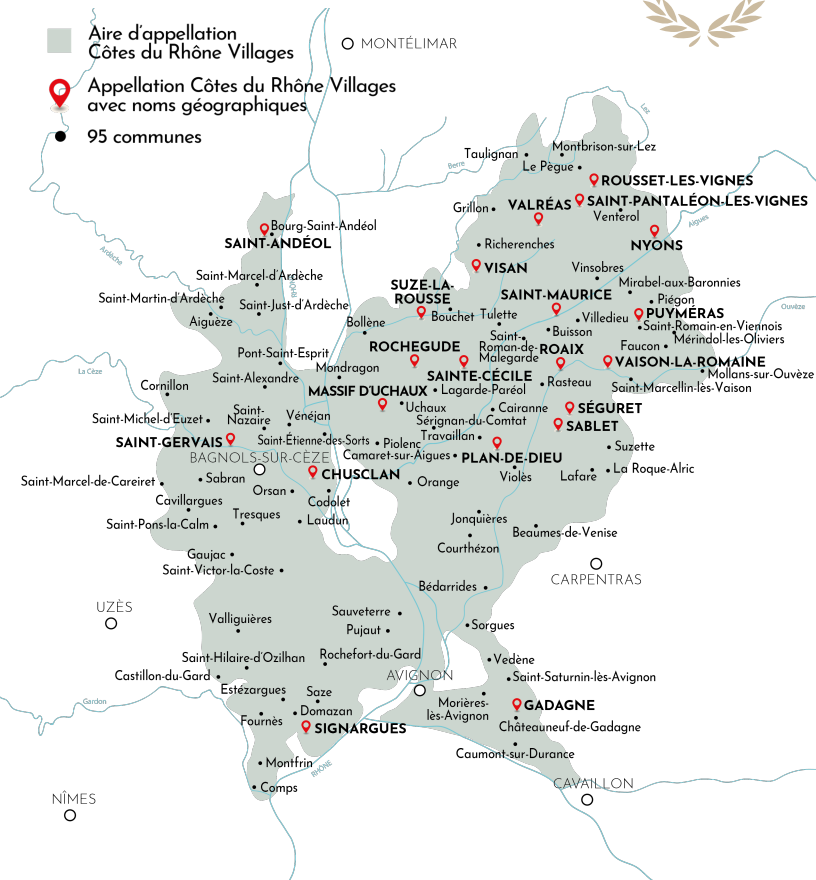 Aire d'appellation
Côtes du Rhône Villages
MONTÉLIMAR
Appellation Côtes du Rhône Villages
avec noms géographiques
95 communes
Lez
Berre
Taulignan
Montbrison-sur-Lez
Le Pègue
ROUSSET-LES-VIGNES
SAINT-PANTALÉON-LES-VIGNES
VALRÉAS
Grillon
Venterol
Aigues
Bourg-Saint-Andéol
SAINT-ANDÉOL
Richerenches
NYONS
Ardèche
VISAN
Vinsobres
Saint-Marcel-d'Ardèche
RHÔNE
SUZE-LA-
ROUSSE
SAINT-MAURICE
Mirabel-aux-Baronnies
Saint-Martin-d'Ardèche
Saint-Just-d'Ardèche
Piégon
Ouvèze
Aiguèze
Bollène
Bouchet
Tulette
Villedieu
PUYMÉRAS
Saint-Romain-en-Viennois
Buisson
Mérindol-les-Oliviers
Saint-
Roman-de-
Malegarde
ROCHEGUDE
ROAIX
Faucon
Pont-Saint-Esprit
VAISON-LA-ROMAINE
Mondragon
Mollans-sur-Ouvèze
La Cèze
Saint-Alexandre
SAINTE-CÉCILE
Cornillon
MASSIF D'UCHAUX
Lagarde-Paréol
Rasteau
Saint-Marcellin-lès-Vaison
Saint-Michel-d'Euzet
Saint-
Nazaire
Vénéjan
Uchaux
Cairanne
SÉGURET
Sérignan-du-Comtat
SABLET
SAINT-GERVAIS
Saint-Étienne-des-Sorts
Piolenc
Travaillan
Camaret-sur-Aigues
PLAN-DE-DIEU
Suzette
BAGNOLS-SUR-CÈZE
CHUSCLAN
Violès
Lafare
La Roque-Alric
Saint-Marcel-de-Careiret
Sabran
Orange
Orsan
Codolet
Cavillargues
Tresques
Laudun
Saint-Pons-la-Calm
Jonquières
Beaumes-de-Venise
Courthézon
Gaujac
Saint-Victor-la-Coste
CARPENTRAS
Bédarrides
UZÈS
Sauveterre
Valliguières
Pujaut
Sorgues
Saint-Hilaire-d'Ozilhan
Rochefort-du-Gard
Vedène
Castillon-du-Gard
AVIGNON
Saint-Saturnin-lès-Avignon
Estézargues
Saze
Gardon
Morières-
lès-Avignon
GADAGNE
Fournès
Domazan
SIGNARGUES
Châteauneuf-de-Gadagne
Caumont-sur-Durance
Montfrin
RHÔNE
Comps
CAVAILLON
NÎMES